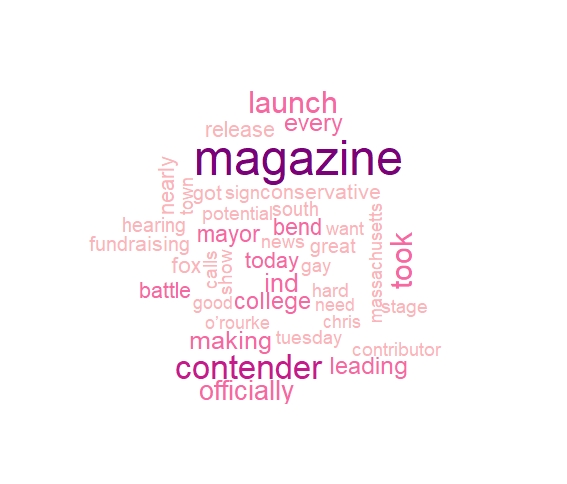 launch
release
every
magazine
nearly
town
got
sign
conservative
potential
south
hearing
fundraising
mayor
bend
want
news
great
massachusetts
took
fox
calls
show
today
gay
battle
ind
college
hard
good
need
stage
o'rourke
chris
making
tuesday
contributor
contender
leading
officially